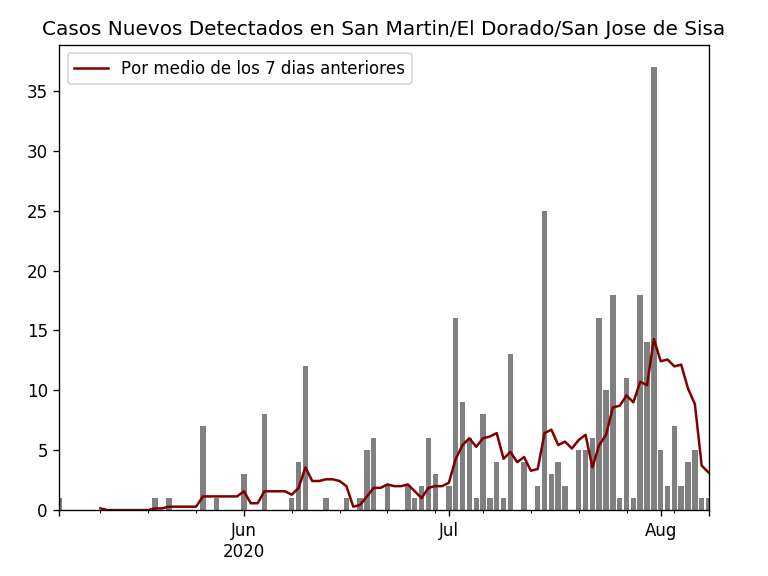 Casos Nuevos Detectados en San Martin/El Dorado/San Jose de Sisa
Por medio de los 7 dias anteriores
35
30
25
20
15
10
5
0
Jun
2020
Jul
Aug